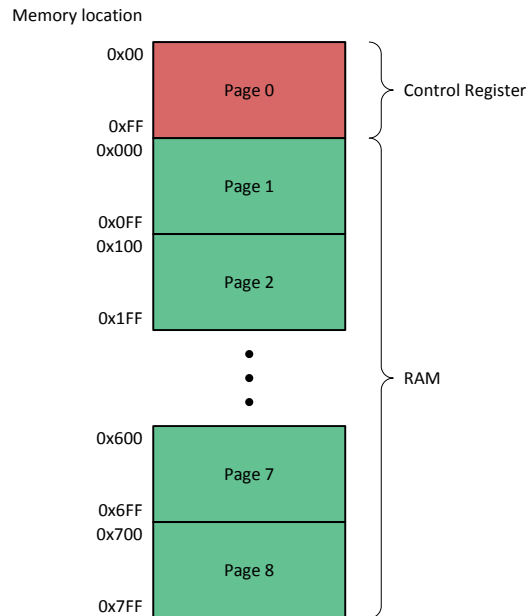 Memory location
0x00
Page 0
Control Register
0xFF
0x000
Page 1
0x0FF
0x100
Page 2
0x1FF
RAM
0x600
Page 7
0x6FF
0x700
Page 8
0x7FF